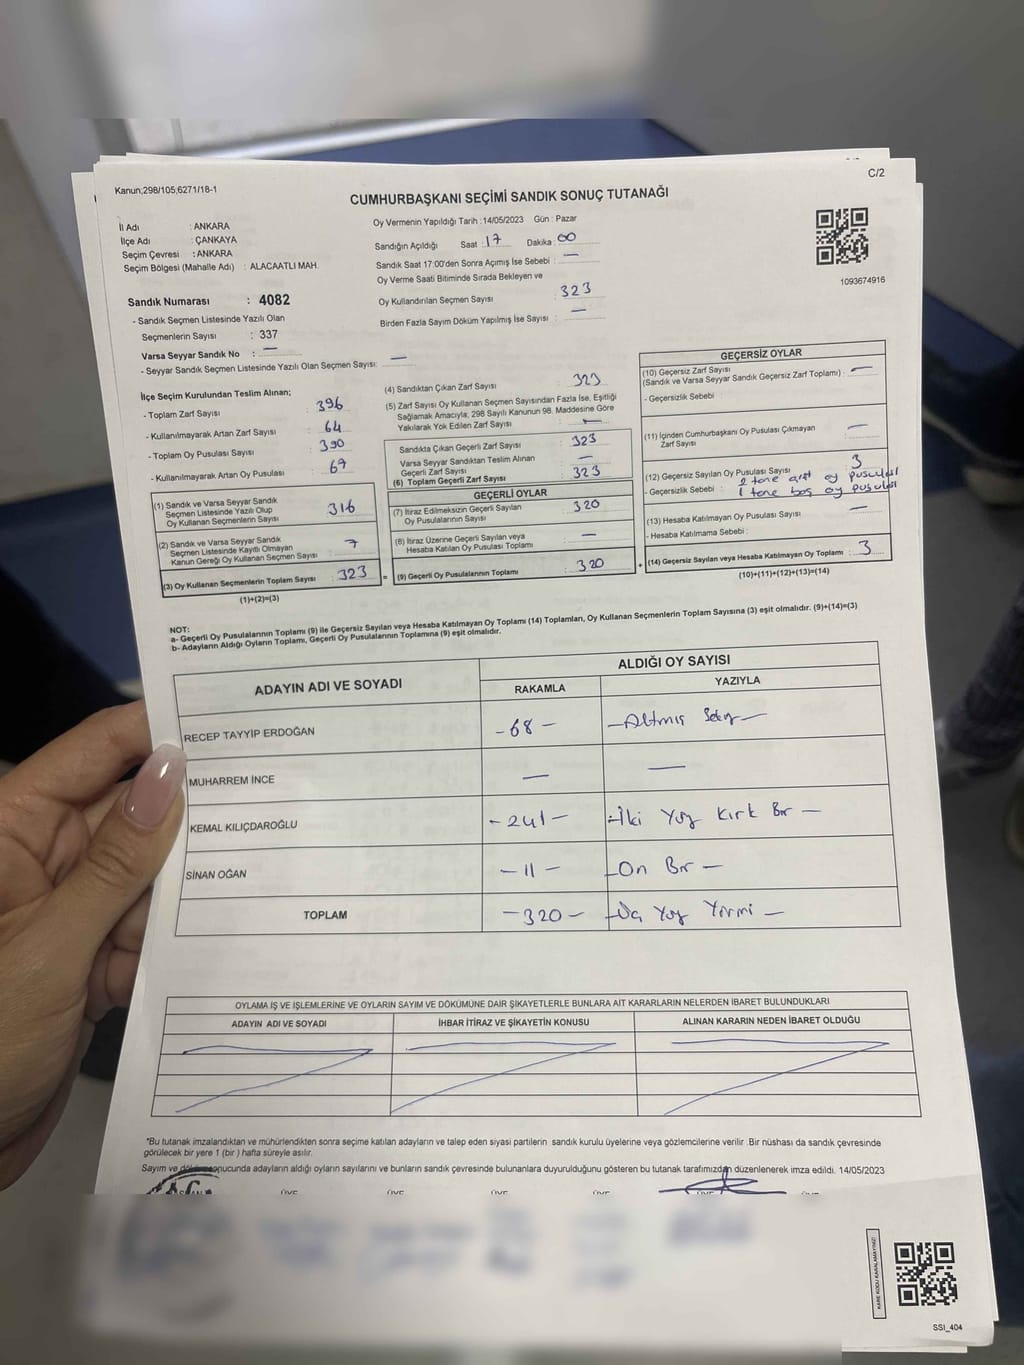 Kanun;298/105;6271/18-1
C/2
CUMHURBAŞKANI SEÇİMİ SANDIK SONUÇ TUTANAĞI
İl Adı : ANKARA
İlçe Adı : ÇANKAYA
Seçim Çevresi : ANKARA
Seçim Bölgesi (Mahalle Adı) : ALACAATLI MAH.
Oy Vermenin Yapıldığı Tarih :14/05/2023 Gün : Pazar
Sandığın Açıldığı Saat : 17 Dakika : 00
Sandık Saat 17:00'den Sonra Açımış İse Sebebi : —
Oy Verme Saati Bitiminde Sırada Bekleyen ve
Oy Kullandırılan Seçmen Sayısı : 323
Birden Fazla Sayım Döküm Yapılmış İse Sayısı : —
1093674916
Sandık Numarası : 4082
- Sandık Seçmen Listesinde Yazılı Olan
Seçmenlerin Sayısı : 337
Varsa Seyyar Sandık No : —
- Seyyar Sandık Seçmen Listesinde Yazılı Olan Seçmen Sayısı: —
İlçe Seçim Kurulundan Teslim Alınan;
- Toplam Zarf Sayısı : 396
- Kullanılmayarak Artan Zarf Sayısı : 64
- Toplam Oy Pusulası Sayısı : 390
- Kullanılmayarak Artan Oy Pusulası : 67
(1) Sandık ve Varsa Seyyar Sandık
Seçmen Listesinde Yazılı Olup
Oy Kullanan Seçmenlerin Sayısı : 316
(2) Sandık ve Varsa Seyyar Sandık
Seçmen Listesinde Kayıtlı Olmayan
Kanun Gereği Oy Kullanan Seçmen Sayısı : 7
(3) Oy Kullanan Seçmenlerin Toplam Sayısı : 323
(1)+(2)=(3)
(4) Sandıktan Çıkan Zarf Sayısı : 323
(5) Zarf Sayısı Oy Kullanan Seçmen Sayısından Fazla İse, Eşitliği
Sağlamak Amacıyla, 298 Sayılı Kanunun 98. Maddesine Göre
Yakılarak Yok Edilen Zarf Sayısı : —
Sandıkta Çıkan Geçerli Zarf Sayısı : 323
Varsa Seyyar Sandıktan Teslim Alınan
Geçerli Zarf Sayısı : —
(6) Toplam Geçerli Zarf Sayısı : 323
GEÇERLİ OYLAR
(7) İtiraz Edilmeksizin Geçerli Sayılan
Oy Pusulalarının Sayısı : 320
(8) İtiraz Üzerine Geçerli Sayılan veya
Hesaba Katılan Oy Pusulası Toplamı : —
= (9) Geçerli Oy Pusulalarının Toplamı : 320
GEÇERSİZ OYLAR
(10) Geçersiz Zarf Sayısı
(Sandık ve Varsa Seyyar Sandık Geçersiz Zarf Toplamı) : —
- Geçersizlik Sebebi :
(11) İçinden Cumhurbaşkanı Oy Pusulası Çıkmayan
Zarf Sayısı : —
(12) Geçersiz Sayılan Oy Pusulası Sayısı : 3
- Geçersizlik Sebebi : 2 tane oy pusulası
1 tane boş oy pusulası
(13) Hesaba Katılmayan Oy Pusulası Sayısı : —
- Hesaba Katılmama Sebebi :
+ (14) Geçersiz Sayılan veya Hesaba Katılmayan Oy Toplamı : 3
(10)+(11)+(12)+(13)=(14)
NOT:
a- Geçerli Oy Pusulalarının Toplamı (9) ile Geçersiz Sayılan veya Hesaba Katılmayan Oy Toplamı (14) Toplamları, Oy Kullanan Seçmenlerin Toplam Sayısına (3) eşit olmalıdır. (9)+(14)=(3)
b- Adayların Aldığı Oyların Toplamı, Geçerli Oy Pusulalarının Toplamına (9) eşit olmalıdır.
ADAYIN ADI VE SOYADI
ALDIĞI OY SAYISI
RAKAMLA YAZIYLA
RECEP TAYYİP ERDOĞAN -68- -Altmış Sekiz-
MUHARREM İNCE — —
KEMAL KILIÇDAROĞLU -241- -İki Yüz Kırk Bir-
SİNAN OĞAN -11- -On Bir-
TOPLAM -320- -Üç Yüz Yirmi-
OYLAMA İŞ VE İŞLEMLERİNE VE OYLARIN SAYIM VE DÖKÜMÜNE DAİR ŞİKAYETLERLE BUNLARA AİT KARARLARIN NELERDEN İBARET BULUNDUKLARI
ADAYIN ADI VE SOYADI İHBAR İTİRAZ VE ŞİKAYETİN KONUSU ALINAN KARARIN NEDEN İBARET OLDUĞU
*Bu tutanak imzalandıktan ve mühürlendikten sonra seçime katılan adayların ve talep eden siyasi partilerin sandık kurulu üyelerine veya gözlemcilerine verilir .Bir nüshası da sandık çevresinde
görülecek bir yere 1 (bir ) hafta süreyle asılır.
Sayım ve sonucunda adayların aldığı oyların sayılarını ve bunların sandık çevresinde bulunanlara duyurulduğunu gösteren bu tutanak tarafımızdan düzenlenerek imza edildi. 14/05/2023
KARE KODU KARALAMAYINIZ!
SSI_404